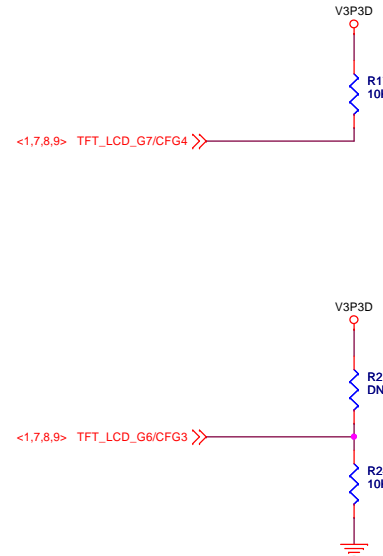 V3P3D
R1
10
<1,7,8,9> TFT_LCD_G7/CFG4
V3P3D
R2
DN
<1,7,8,9> TFT_LCD_G6/CFG3
R2
10